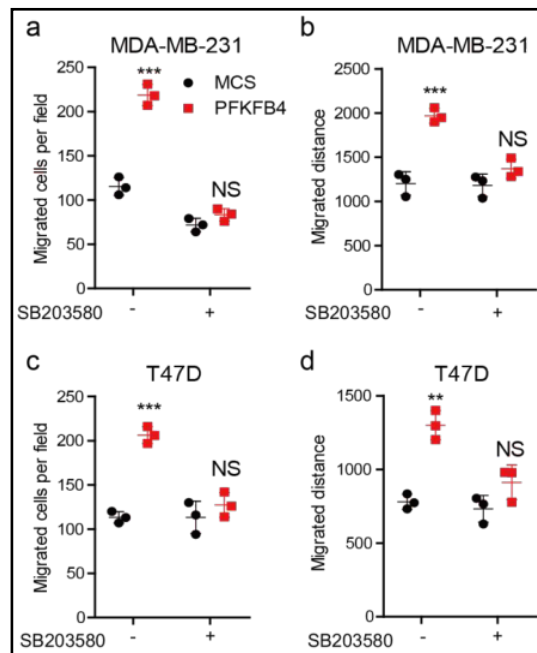 a
MDA-MB-231
Migrated cells per field
250
200
150
100
50
0
***
NS
MCS
PFKFB4
SB203580 - +
b
MDA-MB-231
Migrated distance
2500
2000
1500
1000
500
0
***
NS
SB203580 - +
c
T47D
Migrated cells per field
250
200
150
100
50
0
***
NS
SB203580 - +
d
T47D
Migrated distance
1500
1000
500
0
**
NS
SB203580 - +